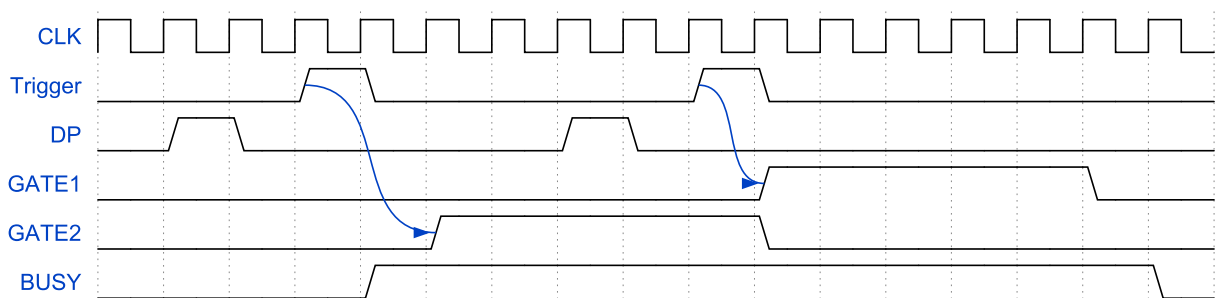 CLK
Trigger
DP
GATE1
GATE2
BUSY